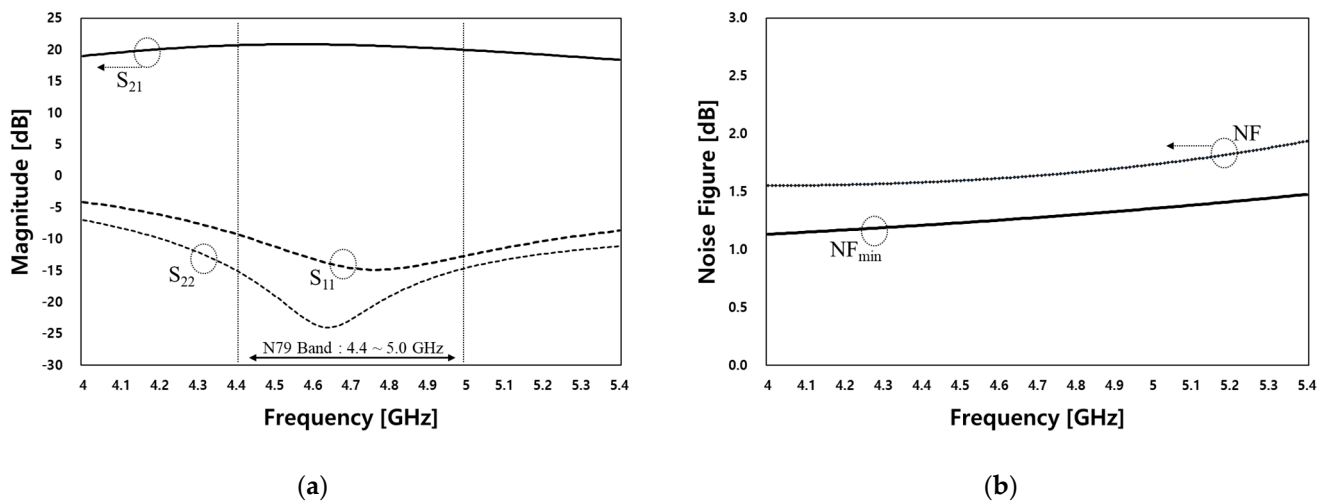 25
20
15
10
5
0
-5
-10
-15
-20
-25
-30
Magnitude [dB]
S21
S22
S11
N79 Band : 4.4 ~ 5.0 GHz
4 4.1 4.2 4.3 4.4 4.5 4.6 4.7 4.8 4.9 5 5.1 5.2 5.3 5.4
Frequency [GHz]
(a)
3.0
2.5
2.0
1.5
1.0
0.5
0.0
Noise Figure [dB]
NF
NFmin
4 4.1 4.2 4.3 4.4 4.5 4.6 4.7 4.8 4.9 5 5.1 5.2 5.3 5.4
Frequency [GHz]
(b)